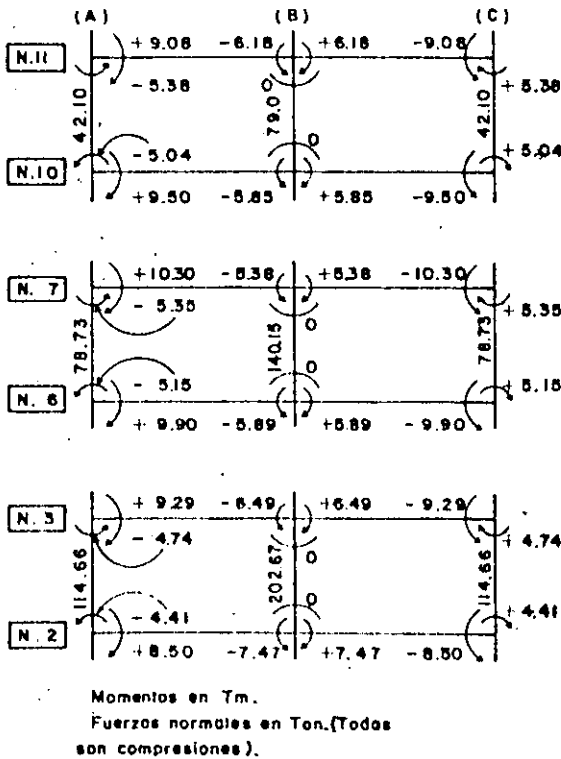 (A) (B) (C)
N.11 +9.08 -6.18 +6.18 -9.08
-5.38 0 +5.38
42.10 79.0 42.10
-5.04 0 +5.04
N.10 +9.50 -5.85 +5.85 -9.50
N. 7 +10.30 -5.38 +5.38 -10.30
-5.35 0 +5.35
78.73 140.15 78.73
-5.15 0 +5.15
N. 6 +9.90 -5.89 +5.89 -9.90
N. 3 +9.29 -6.49 +6.49 -9.29
-4.74 0 +4.74
114.66 202.67 114.66
-4.41 0 +4.41
N. 2 +8.50 -7.47 +7.47 -8.50
Momentos en Tm.
Fuerzas normales en Ton.(Todas
son compresiones).